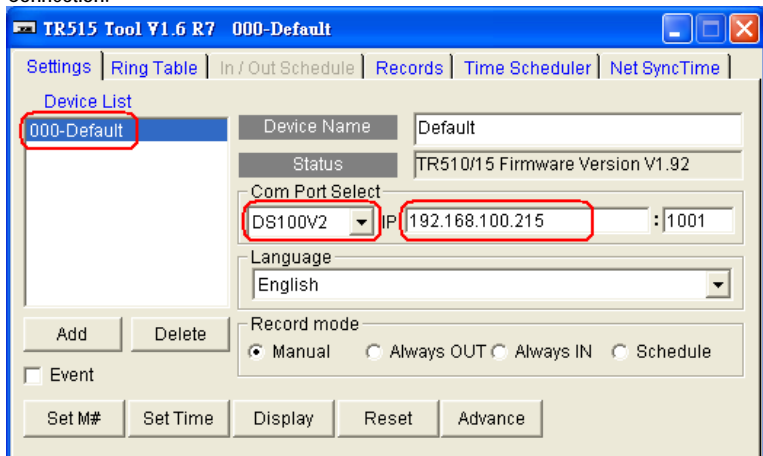 connection.
TR515 Tool V1.6 R7 000-Default
Settings Ring Table In / Out Schedule Records Time Scheduler Net SyncTime
Device List
000-Default
Device Name Default
Status TR510/15 Firmware Version V1.92
Com Port Select
DS100V2 IP 192.168.100.215 : 1001
Language
English
Add Delete
Record mode
Manual Always OUT Always IN Schedule
Event
Set M# Set Time Display Reset Advance